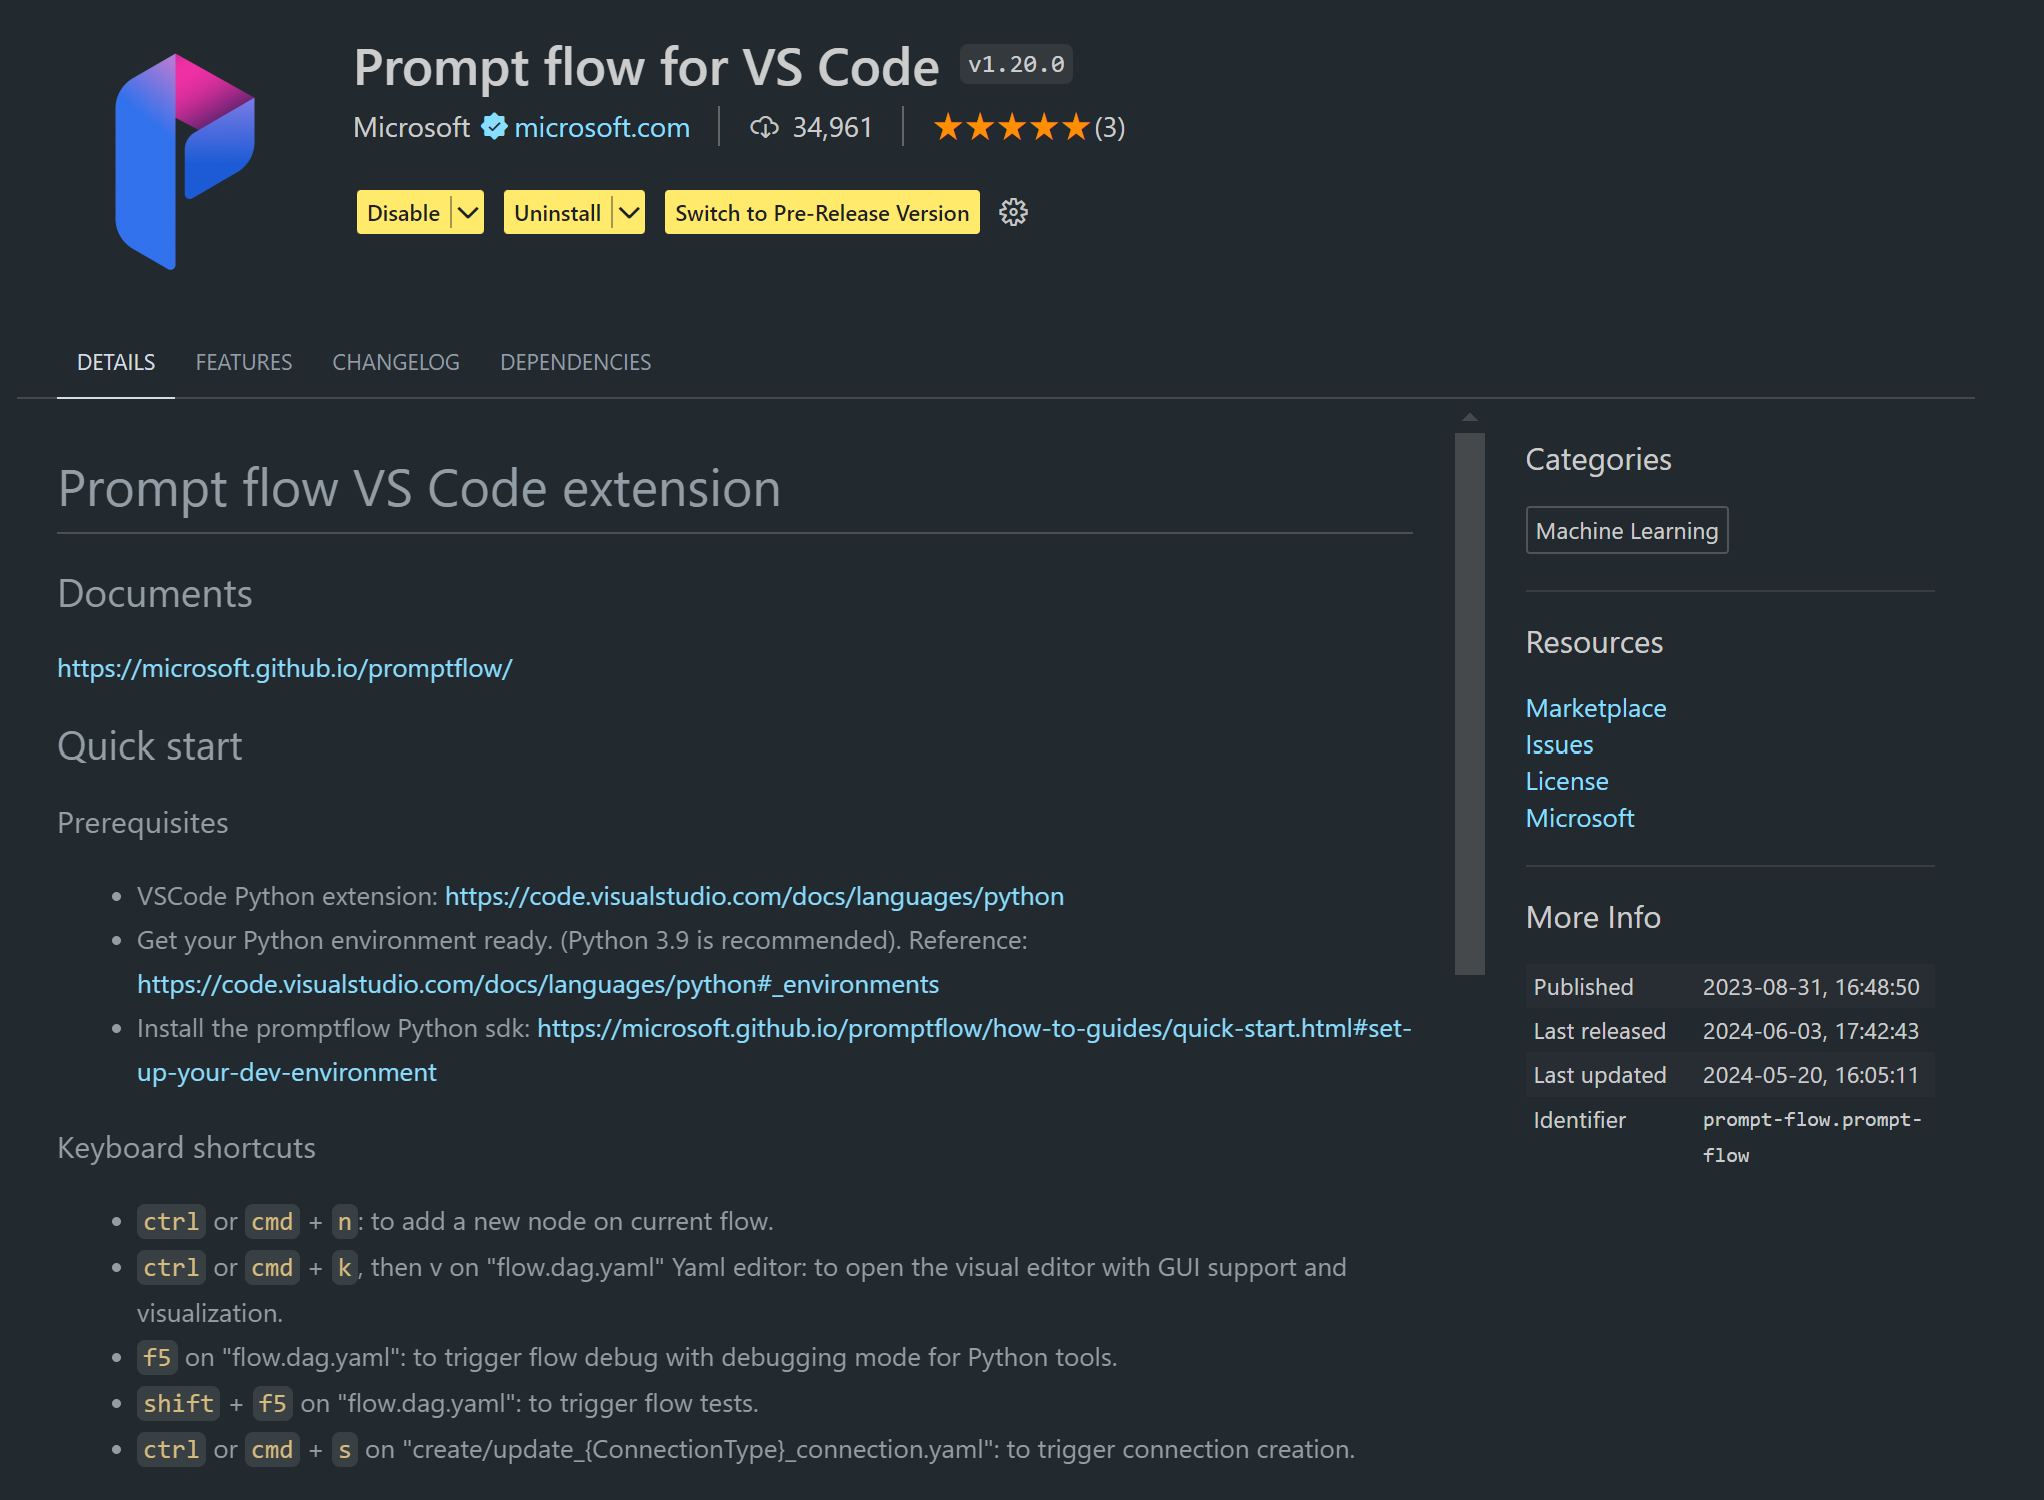 Prompt flow for VS Code v1.20.0
Microsoft microsoft.com 34,961 (3)
Disable Uninstall Switch to Pre-Release Version
DETAILS FEATURES CHANGELOG DEPENDENCIES
Prompt flow VS Code extension
Documents
https://microsoft.github.io/promptflow/
Quick start
Prerequisites
• VSCode Python extension: https://code.visualstudio.com/docs/languages/python
• Get your Python environment ready. (Python 3.9 is recommended). Reference:
https://code.visualstudio.com/docs/languages/python#_environments
• Install the promptflow Python sdk: https://microsoft.github.io/promptflow/how-to-guides/quick-start.html#set-
up-your-dev-environment
Keyboard shortcuts
• ctrl or cmd + n: to add a new node on current flow.
• ctrl or cmd + k, then v on "flow.dag.yaml" Yaml editor: to open the visual editor with GUI support and
visualization.
• f5 on "flow.dag.yaml": to trigger flow debug with debugging mode for Python tools.
• shift + f5 on "flow.dag.yaml": to trigger flow tests.
• ctrl or cmd + s on "create/update_{ConnectionType}_connection.yaml": to trigger connection creation.
Categories
Machine Learning
Resources
Marketplace
Issues
License
Microsoft
More Info
Published 2023-08-31, 16:48:50
Last released 2024-06-03, 17:42:43
Last updated 2024-05-20, 16:05:11
Identifier prompt-flow.prompt-
flow